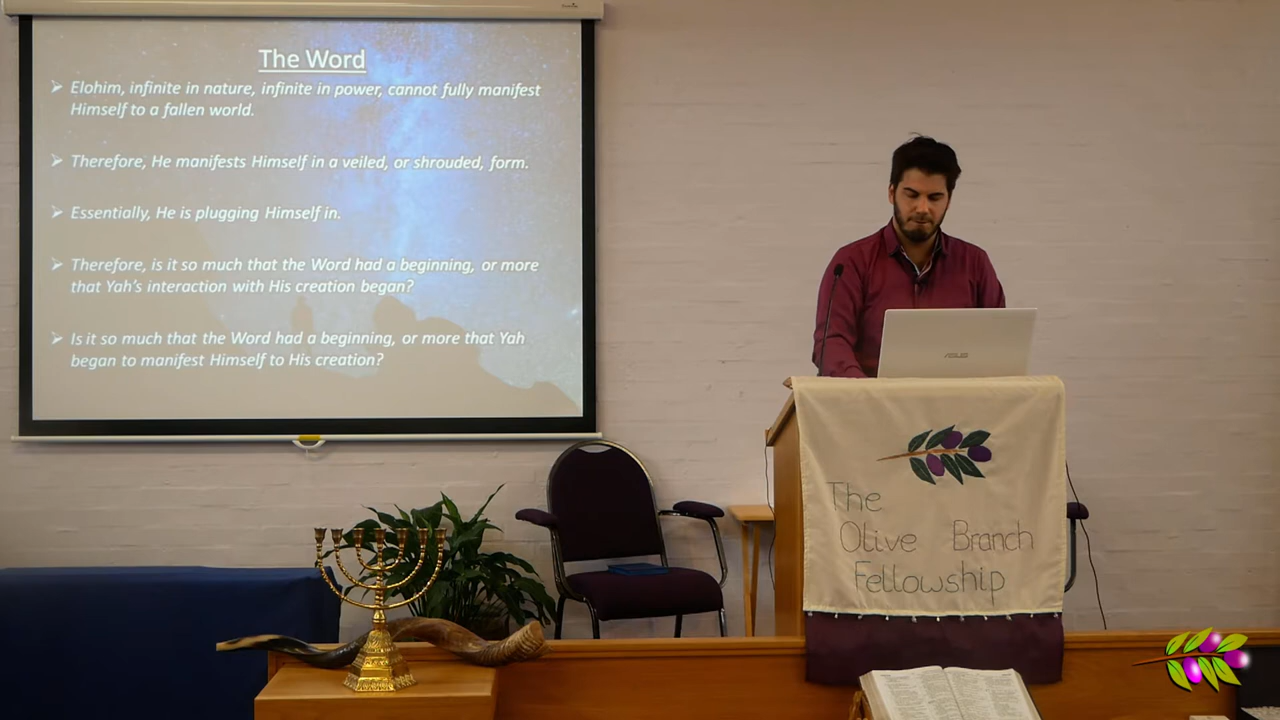 The Word
➢ Elohim, infinite in nature, infinite in power, cannot fully manifest
Himself to a fallen world.
➢ Therefore, He manifests Himself in a veiled, or shrouded, form.
➢ Essentially, He is plugging Himself in.
➢ Therefore, is it so much that the Word had a beginning, or more
that Yah's interaction with His creation began?
➢ Is it so much that the Word had a beginning, or more that Yah
began to manifest Himself to His creation?
ASUS
The
Olive Branch
Fellowship